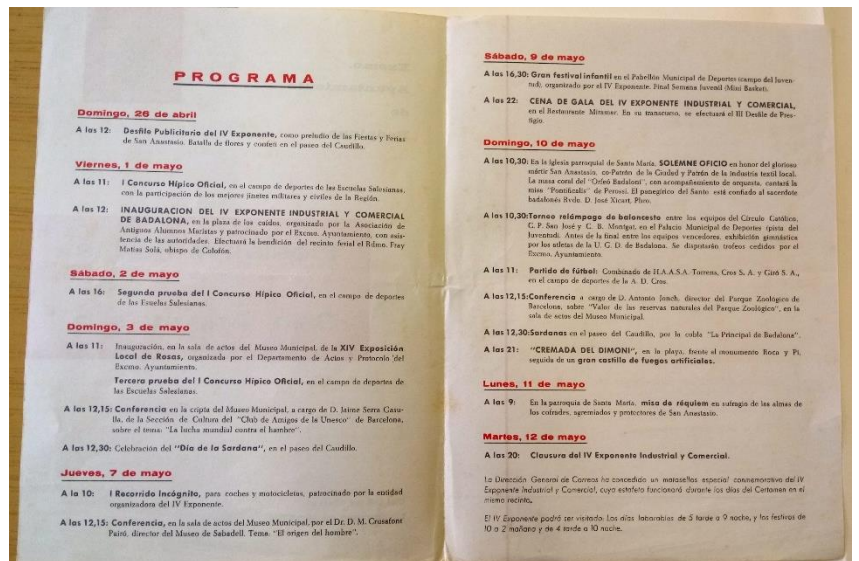 PROGRAMA
Domingo, 26 de abril
A las 12: Desfile Publicitario del IV Exponente, como preludio de las Fiestas y Ferias
de San Anastasio. Batalla de flores y confeti en el paseo del Caudillo.
Viernes, 1 de mayo
A las 11: I Concurso Hípico Oficial, en el campo de deportes de las Escuelas Salesianas,
con la participación de los mejores jinetes militares y civiles de la Región.
A las 12: INAUGURACION DEL IV EXPONENTE INDUSTRIAL Y COMERCIAL
DE BADALONA, en la plaza de los caídos, organizado por la Asociación de
Antiguos Alumnos Maristas y patrocinado por el Excmo. Ayuntamiento, con asis-
tencia de las autoridades. Efectuará la bendición del recinto ferial el Rdmo. Fray
Matías Solá, obispo de Colofón.
Sábado, 2 de mayo
A las 16: Segunda prueba del I Concurso Hípico Oficial, en el campo de deportes
de las Escuelas Salesianas.
Domingo, 3 de mayo
A las 11: Inauguración, en la sala de actos del Museo Municipal, de la XIV Exposición
Local de Rosas, organizada por el Departamento de Actos y Protocolo del
Excmo. Ayuntamiento.
Tercera prueba del I Concurso Hípico Oficial, en el campo de deportes de
las Escuelas Salesianas.
A las 12,15: Conferencia en la cripta del Museo Municipal, a cargo de D. Jaime Serra Gasu-
lla, de la Sección de Cultura del "Club de Amigos de la Unesco" de Barcelona,
sobre el tema: "La lucha mundial contra el hambre".
A las 12,30: Celebración del "Día de la Sardana", en el paseo del Caudillo.
Jueves, 7 de mayo
A la 10: I Recorrido Incógnito, para coches y motocicletas, patrocinado por la entidad
organizadora del IV Exponente.
A las 12,15: Conferencia, en la sala de actos del Museo Municipal, por el Dr. D. M. Crusafont
Pairó, director del Museo de Sabadell. Tema: "El origen del hombre".
Sábado, 9 de mayo
A las 16,30: Gran festival infantil en el Pabellón Municipal de Deportes (campo del Juven-
tud), organizado por el IV Exponente. Final Semana Juvenil (Mini Basket).
A las 22: CENA DE GALA DEL IV EXPONENTE INDUSTRIAL Y COMERCIAL,
en el Restaurante Miramar. En su transcurso, se efectuará el III Desfile de Pres-
tigio.
Domingo, 10 de mayo
A las 10,30: En la iglesia parroquial de Santa María, SOLEMNE OFICIO en honor del glorioso
mártir San Anastasio, co-Patrón de la Ciudad y Patrón de la industria textil local.
La masa coral del "Orfeó Badaloní", con acompañamiento de orquesta, cantará la
misa "Pontificalis" de Perossi. El panegírico del Santo está confiado al sacerdote
badalonés Rvdo. D. José Xicart, Pbro.
A las 10,30: Torneo relámpago de baloncesto entre los equipos del Círculo Católico,
C. P. San José y C. B. Montgat, en el Palacio Municipal de Deportes (pista del
Juventud). Antes de la final entre los equipos vencedores, exhibición gimnástica
por los atletas de la U. G. D. de Badalona. Se disputarán trofeos cedidos por el
Excmo. Ayuntamiento.
A las 11: Partido de fútbol: Combinado de H.A.A.S.A. Torrens, Cros S. A. y Giró S. A.,
en el campo de deportes de la A. D. Cros.
A las 12,15: Conferencia a cargo de D. Antonio Jonch, director del Parque Zoológico de
Barcelona, sobre "Valor de las reservas naturales del Parque Zoológico", en la
sala de actos del Museo Municipal.
A las 12,30: Sardanas en el paseo del Caudillo, por la cobla "La Principal de Badalona".
A las 21: "CREMADA DEL DIMONI", en la playa, frente al monumento Roca y Pi,
seguida de un gran castillo de fuegos artificiales.
Lunes, 11 de mayo
A las 9: En la parroquia de Santa María, misa de réquiem en sufragio de las almas de
los cofrades, agremiados y protectores de San Anastasio.
Martes, 12 de mayo
A las 20: Clausura del IV Exponente Industrial y Comercial.
La Dirección General de Correos ha concedido un matasellos especial conmemorativo del IV
Exponente Industrial y Comercial, cuya estafeta funcionará durante los días del Certamen en el
mismo recinto.
El IV Exponente podrá ser visitado: Los días laborables de 5 tarde a 9 noche, y los festivos de
10 a 2 mañana y de 4 tarde a 10 noche.